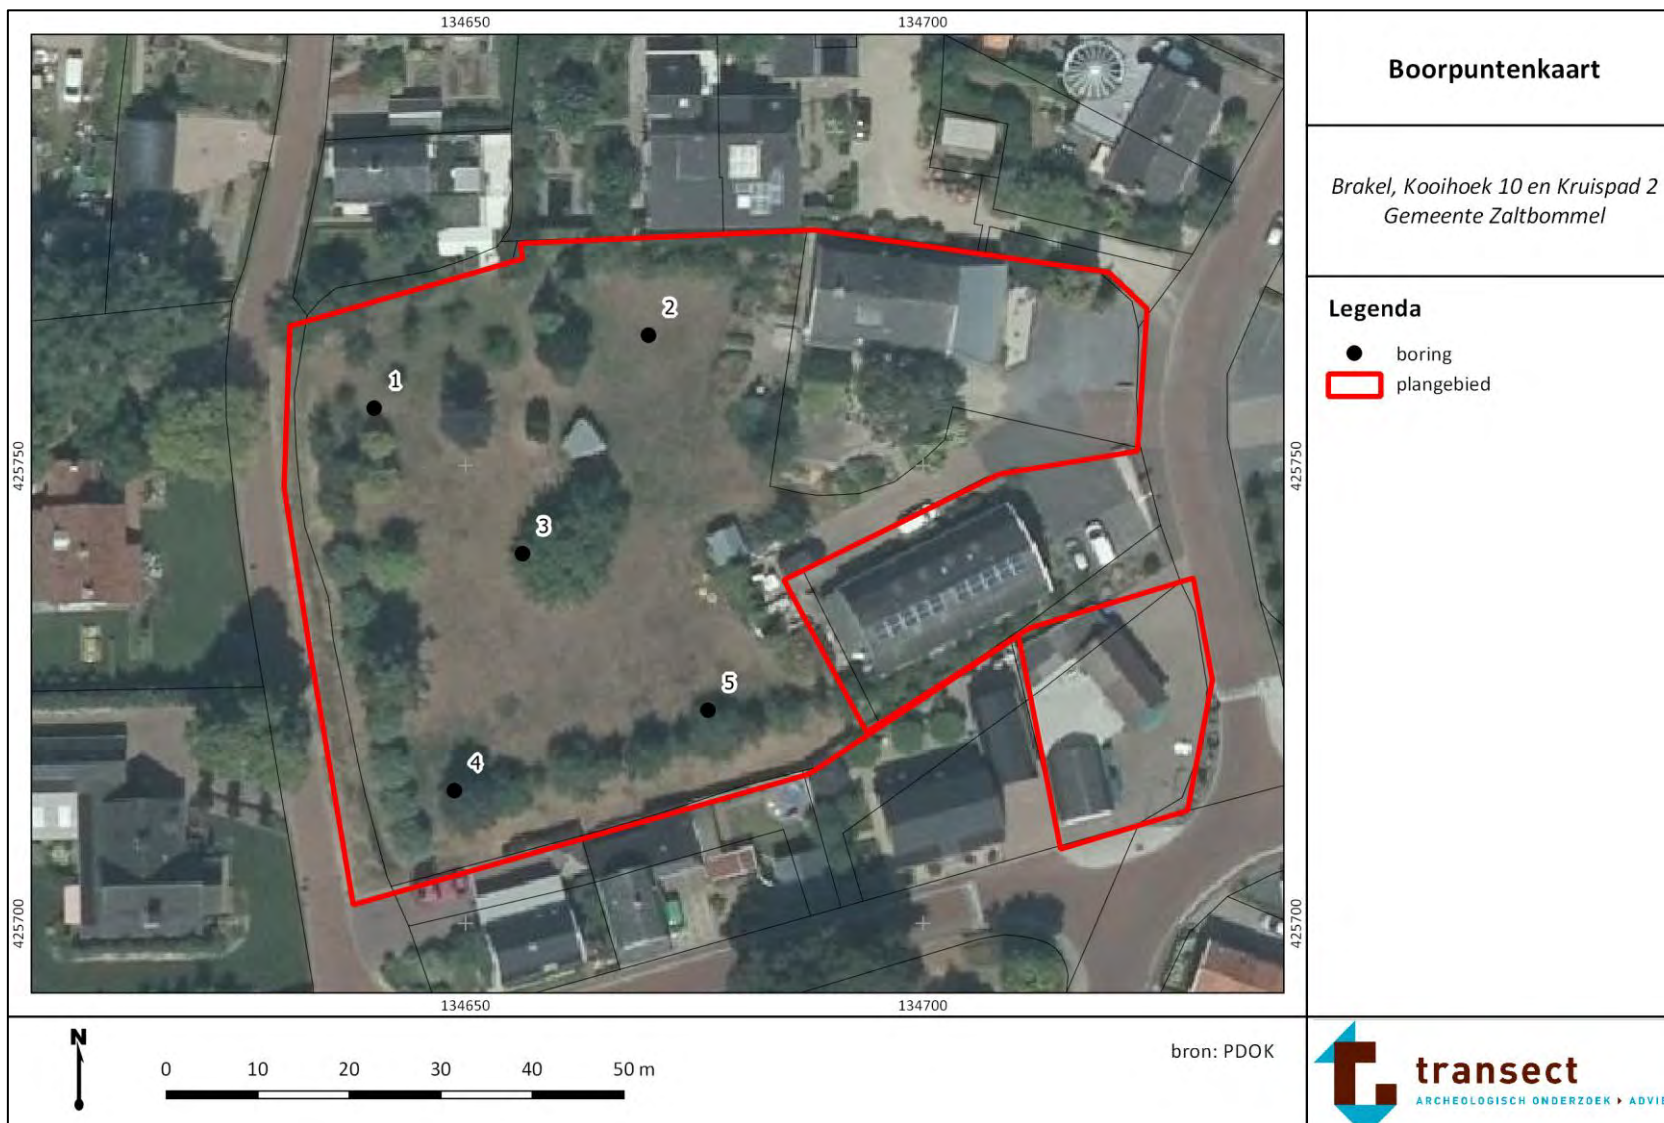 134650
134700
425750
425750
425700
425700
1
2
3
4
5
134650
134700
N
0 10 20 30 40 50 m
bron: PDOK
Boorpuntenkaart
Brakel, Kooihoek 10 en Kruispad 2
Gemeente Zaltbommel
Legenda
boring
plangebied
transect
ARCHEOLOGISCH ONDERZOEK ▸ ADVIE